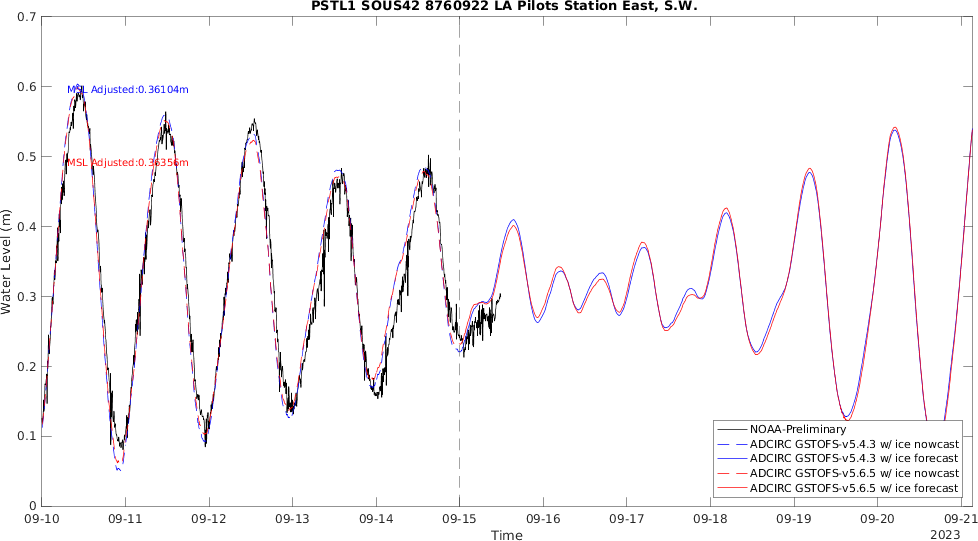 PSTL1 SOUS42 8760922 LA Pilots Station East, S.W.
0.7
0.6
0.5
0.4
0.3
0.2
0.1
0
Water Level (m)
MSL Adjusted:0.36104m
MSL Adjusted:0.36356m
NOAA-Preliminary
ADCIRC GSTOFS-v5.4.3 w/ ice nowcast
ADCIRC GSTOFS-v5.4.3 w/ ice forecast
ADCIRC GSTOFS-v5.6.5 w/ ice nowcast
ADCIRC GSTOFS-v5.6.5 w/ ice forecast
09-10 09-11 09-12 09-13 09-14 09-15 09-16 09-17 09-18 09-19 09-20 09-21
Time
2023